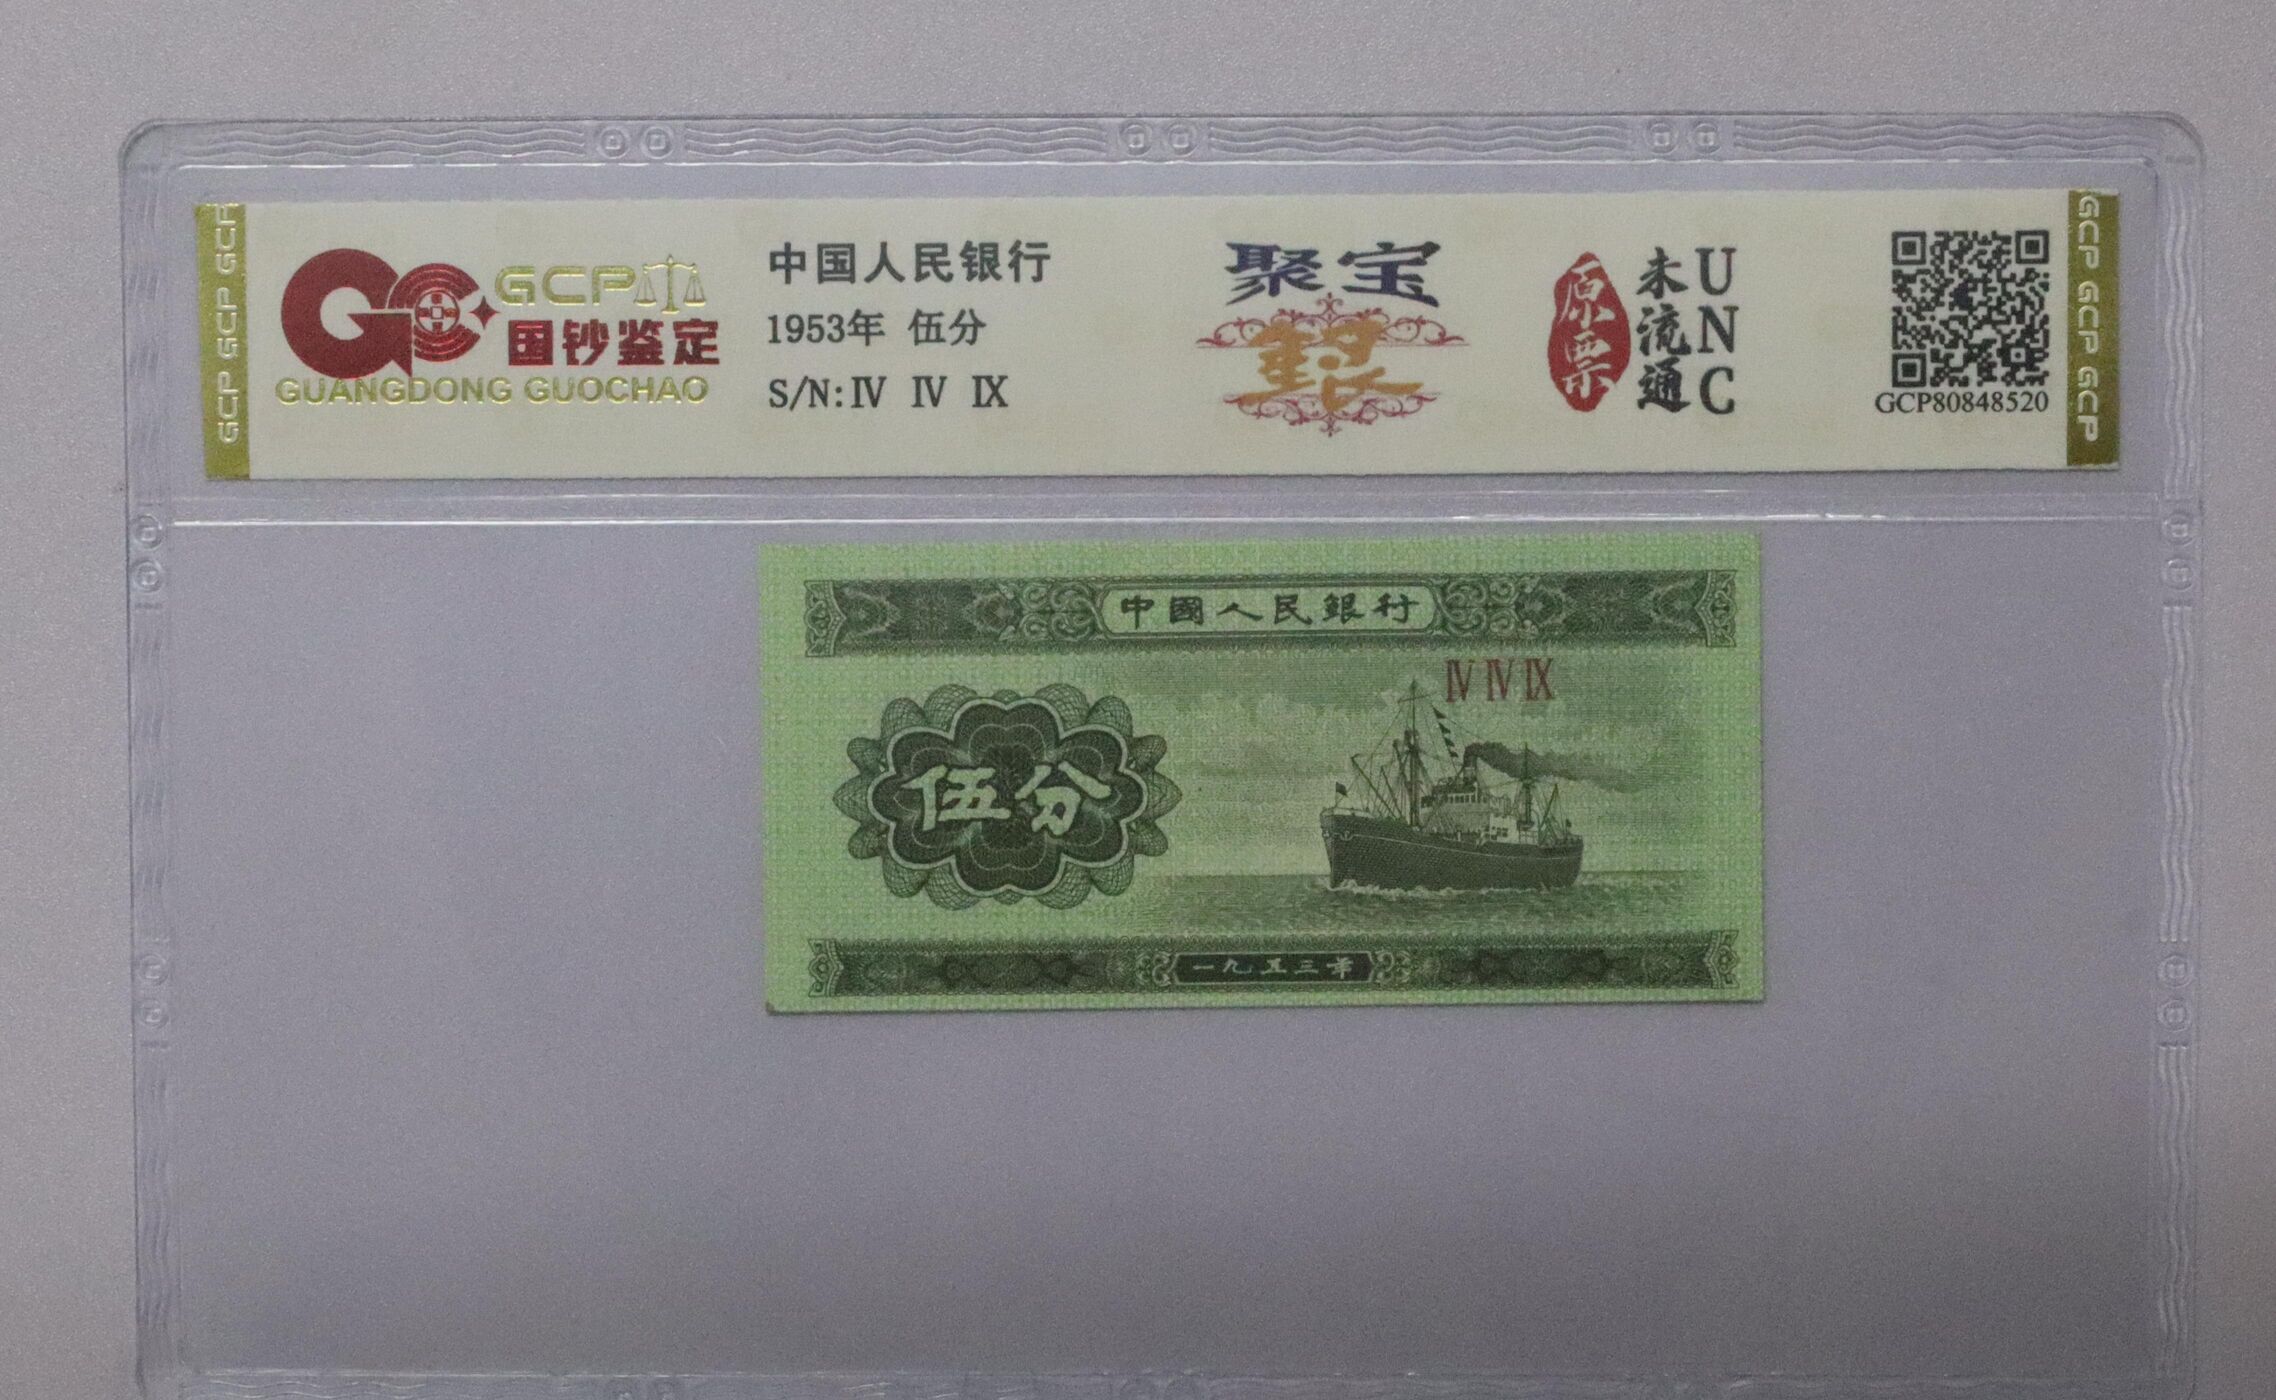 GCP GCP GCP
GCP
国钞鉴定
GUANGDONG GUOCHAO
中国人民银行
1953年 伍分
S/N:Ⅳ Ⅳ Ⅸ
聚宝
原票
未流通
UNC
GCP80848520
GCP GCP GCP
中國人民銀行
Ⅳ Ⅳ Ⅸ
伍分
一九五三年